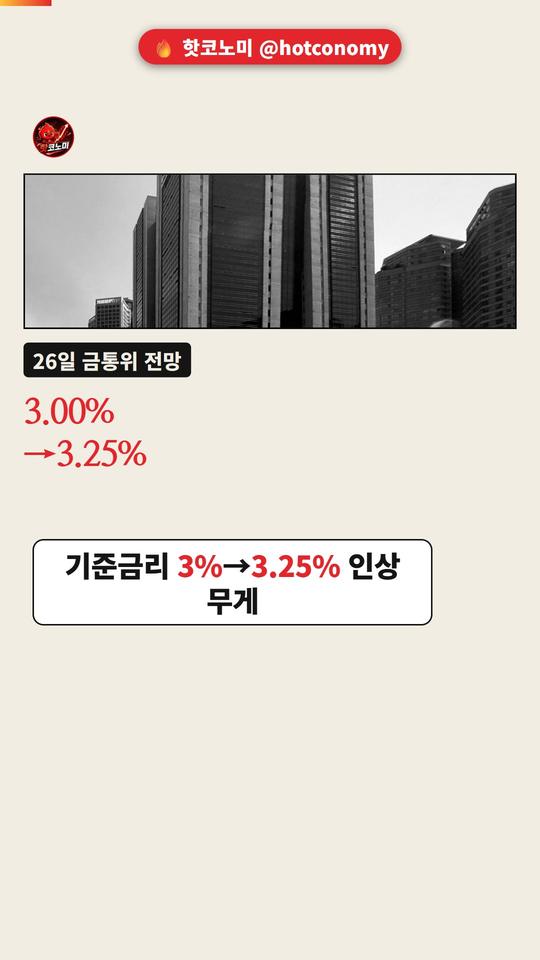 🔥 핫코노미 @hotconomy
핫코노미
26일 금통위 전망
3.00%
→3.25%
기준금리 3%→3.25% 인상
무게